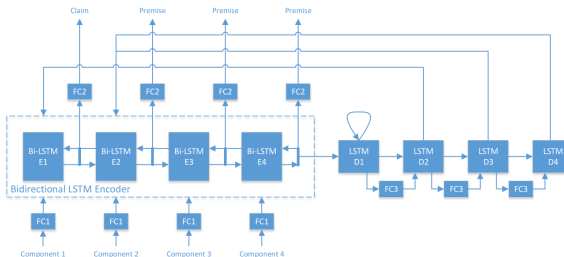 Claim Premise Premise Premise
FC2 FC2 FC2 FC2
Bi-LSTM Bi-LSTM Bi-LSTM Bi-LSTM LSTM LSTM LSTM LSTM
E1 E2 E3 E4 D1 D2 D3 D4
Bidirectional LSTM Encoder FC3 FC3 FC3
FC1 FC1 FC1 FC1
Component 1 Component 2 Component 3 Component 4